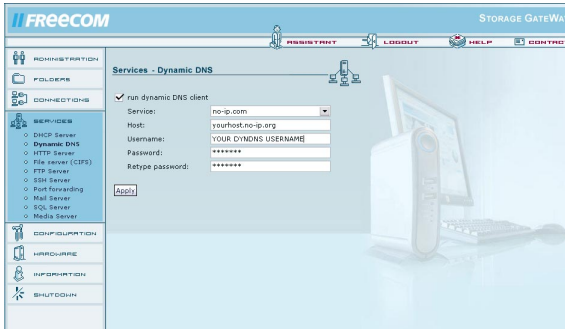 FREECOM
STORAGE GATEWA
ASSISTANT LOGOUT HELP CONTAC
ADMINISTRATION
FOLDERS
CONNECTIONS
SERVICES
DHCP Server
Dynamic DNS
HTTP Server
File server (CIFS)
FTP Server
SSH Server
Port forwarding
Mail Server
SQL Server
Media Server
CONFIGURATION
HARDWARE
INFORMATION
SHUTDOWN
Services - Dynamic DNS
run dynamic DNS client
Service: no-ip.com
Host: yourhost.no-ip.org
Username: YOUR DYNDNS USERNAME
Password: *******
Retype password: *******
Apply